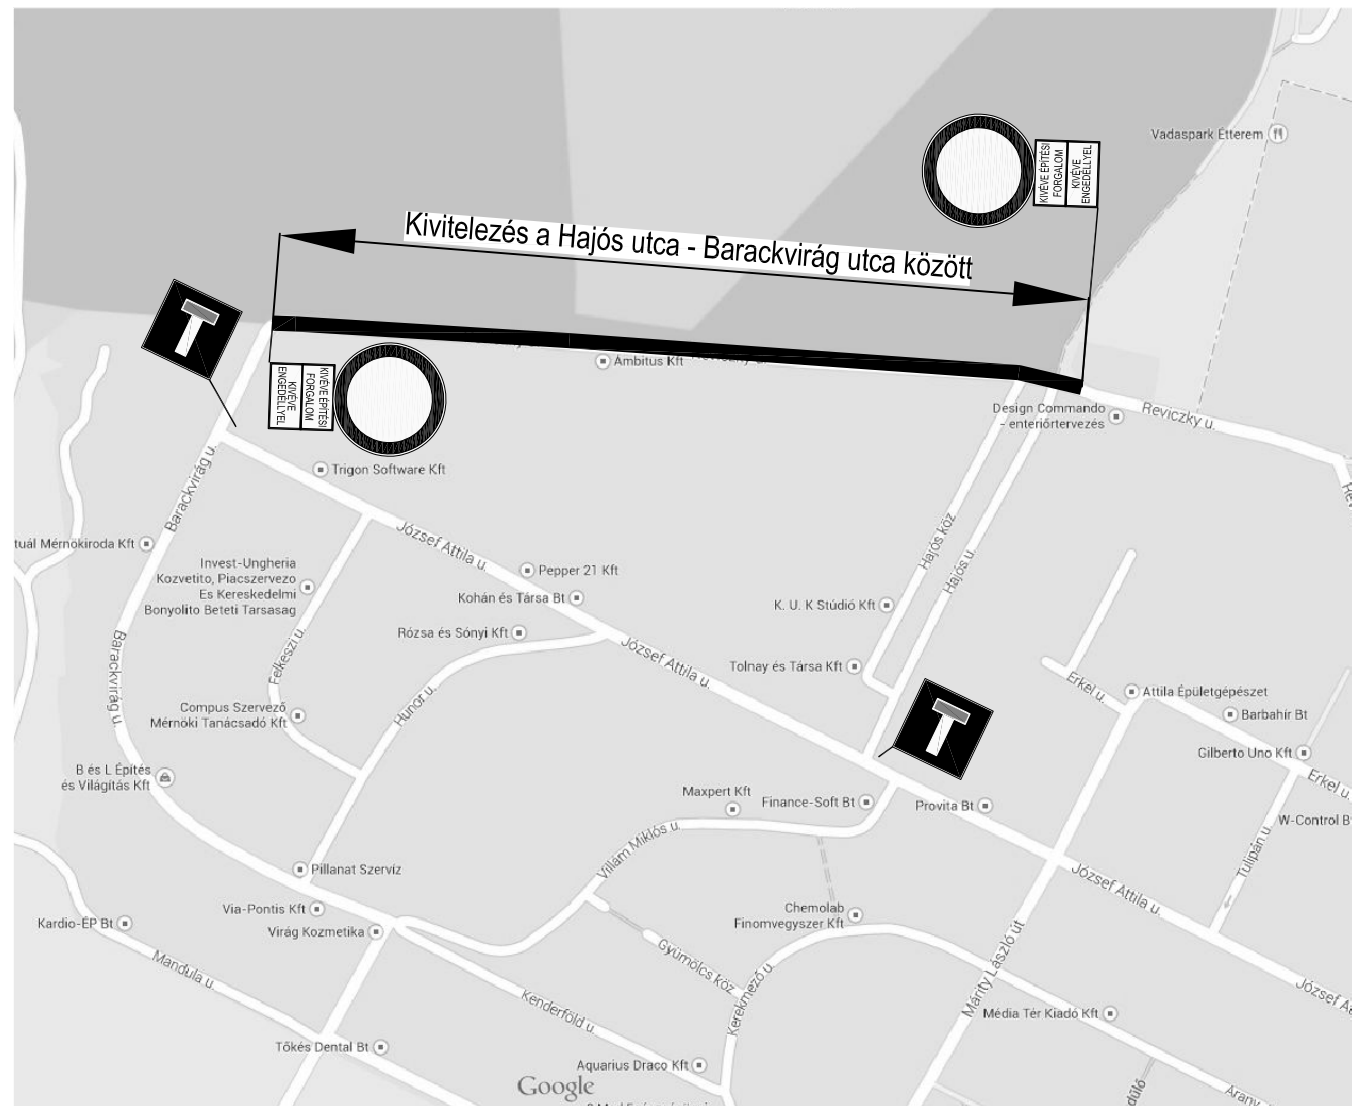 Vadaspark Étterem
KIVÉVE ÉPÍTÉSI
FORGALOM
KIVÉVE
ENGEDÉLLYEL
Kivitelezés a Hajós utca - Barackvirág utca között
Ambitus Kft
KIVÉVE ÉPÍTÉSI
FORGALOM
KIVÉVE
ENGEDÉLLYEL
Design Commando
- enteriőrtervezés
Reviczky u.
Trigon Software Kft
Barackvirág u.
József Attila u.
tuál Mérnökiroda Kft
Hajós köz
Hajós u.
Invest-Ungheria
Kozvetito, Piacszervezo
Es Kereskedelmi
Bonyolito Beteti Tarsasag
Pepper 21 Kft
Kohán és Társa Bt
K. U. K Stúdió Kft
Rózsa és Sónyi Kft
Barackvirág u.
Felkeszi u.
József Attila u.
Tolnay és Társa Kft
Erkel u.
Attila Épületgépészet
Hunor u.
Compus Szervező
Mérnöki Tanácsadó Kft
Barbahír Bt
Gilberto Uno Kft
B és L Építés
és Világítás Kft
Erkel u.
Maxpert Kft
Finance-Soft Bt
Provita Bt
W-Control B
Villám Miklós u.
Tulipán u.
Pillanat Szerviz
József Attila u.
Via-Pontis Kft
Chemolab
Finomvegyszer Kft
Kardio-ÉP Bt
Virág Kozmetika
Mandula u.
Gyümölcs köz
Kerekmező u.
Márity László út
József A
Kenderföld u.
Média Tér Kiadó Kft
Tőkés Dental Bt
Aquarius Draco Kft
Google
dűlő
Arany